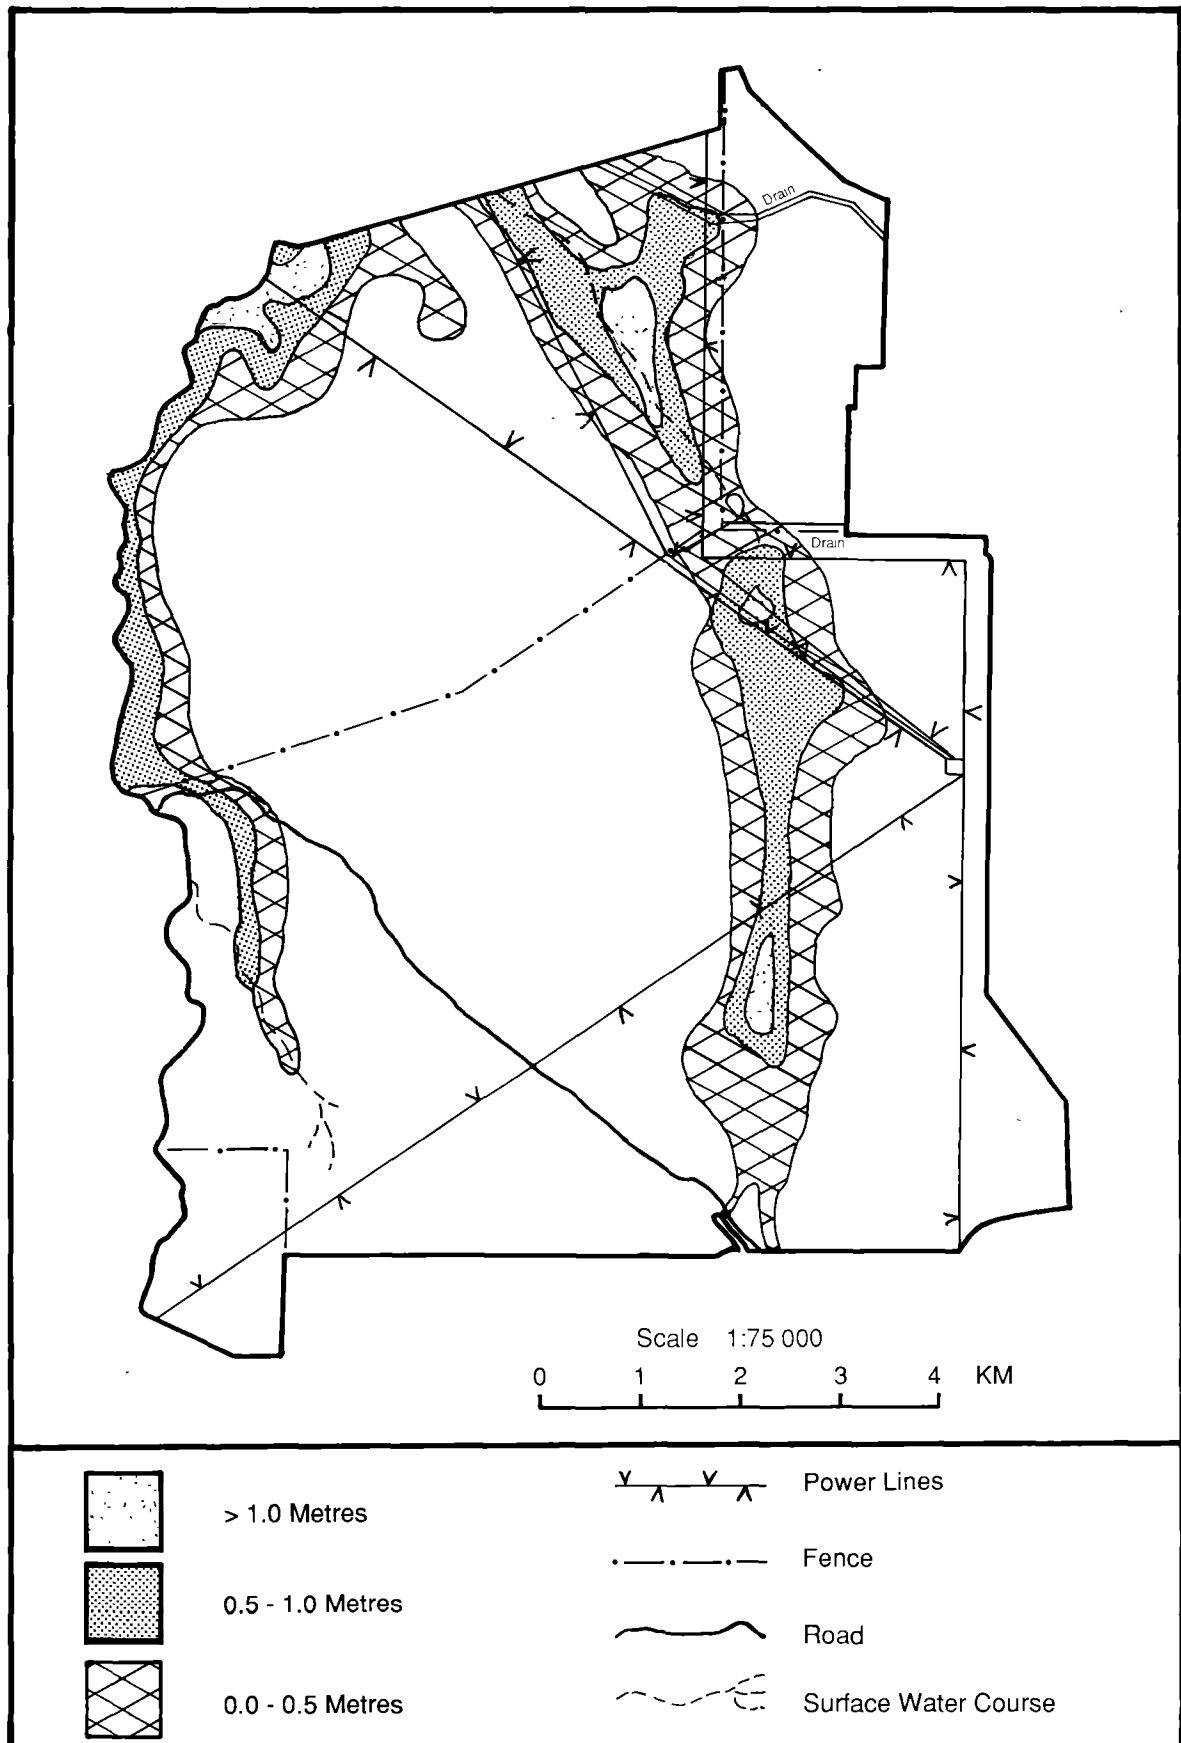 Drain
Drain
Scale 1:75 000
0 1 2 3 4 KM
> 1.0 Metres
0.5 - 1.0 Metres
0.0 - 0.5 Metres
Power Lines
Fence
Road
Surface Water Course